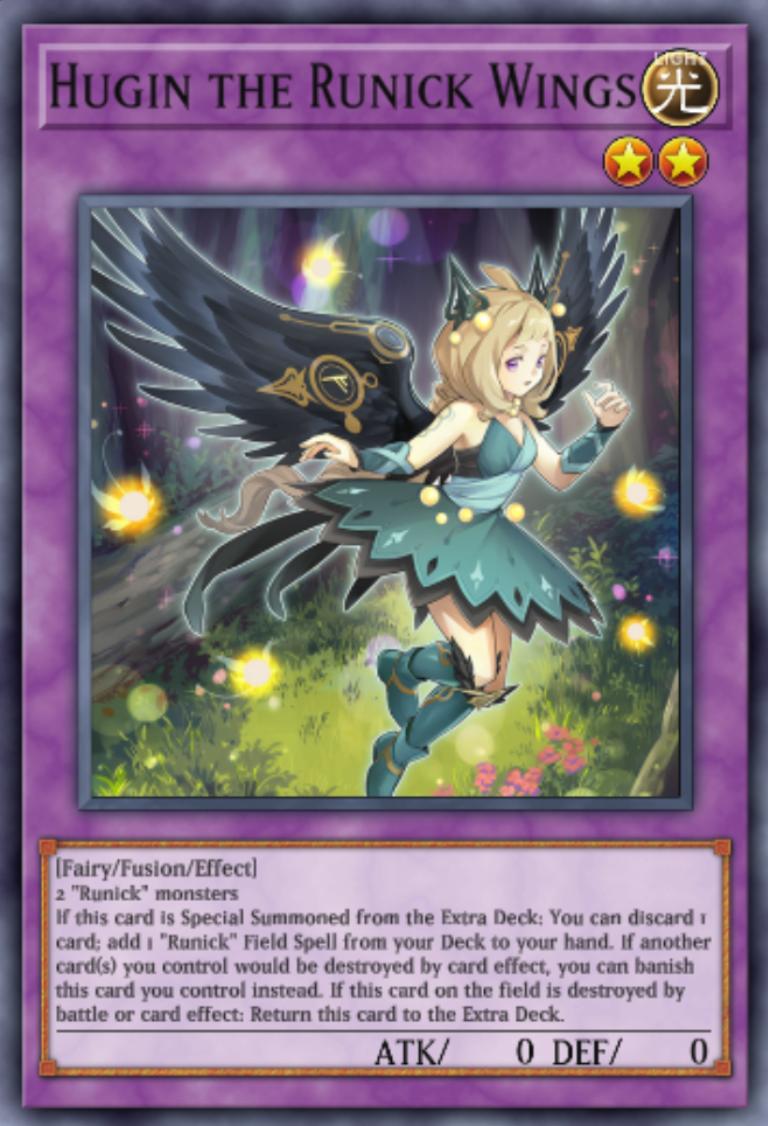 Hugin the Runick Wings
LIGHT
光
[Fairy/Fusion/Effect]
2 "Runick" monsters
If this card is Special Summoned from the Extra Deck: You can discard 1
card; add 1 "Runick" Field Spell from your Deck to your hand. If another
card(s) you control would be destroyed by card effect, you can banish
this card you control instead. If this card on the field is destroyed by
battle or card effect: Return this card to the Extra Deck.
ATK/ 0 DEF/ 0